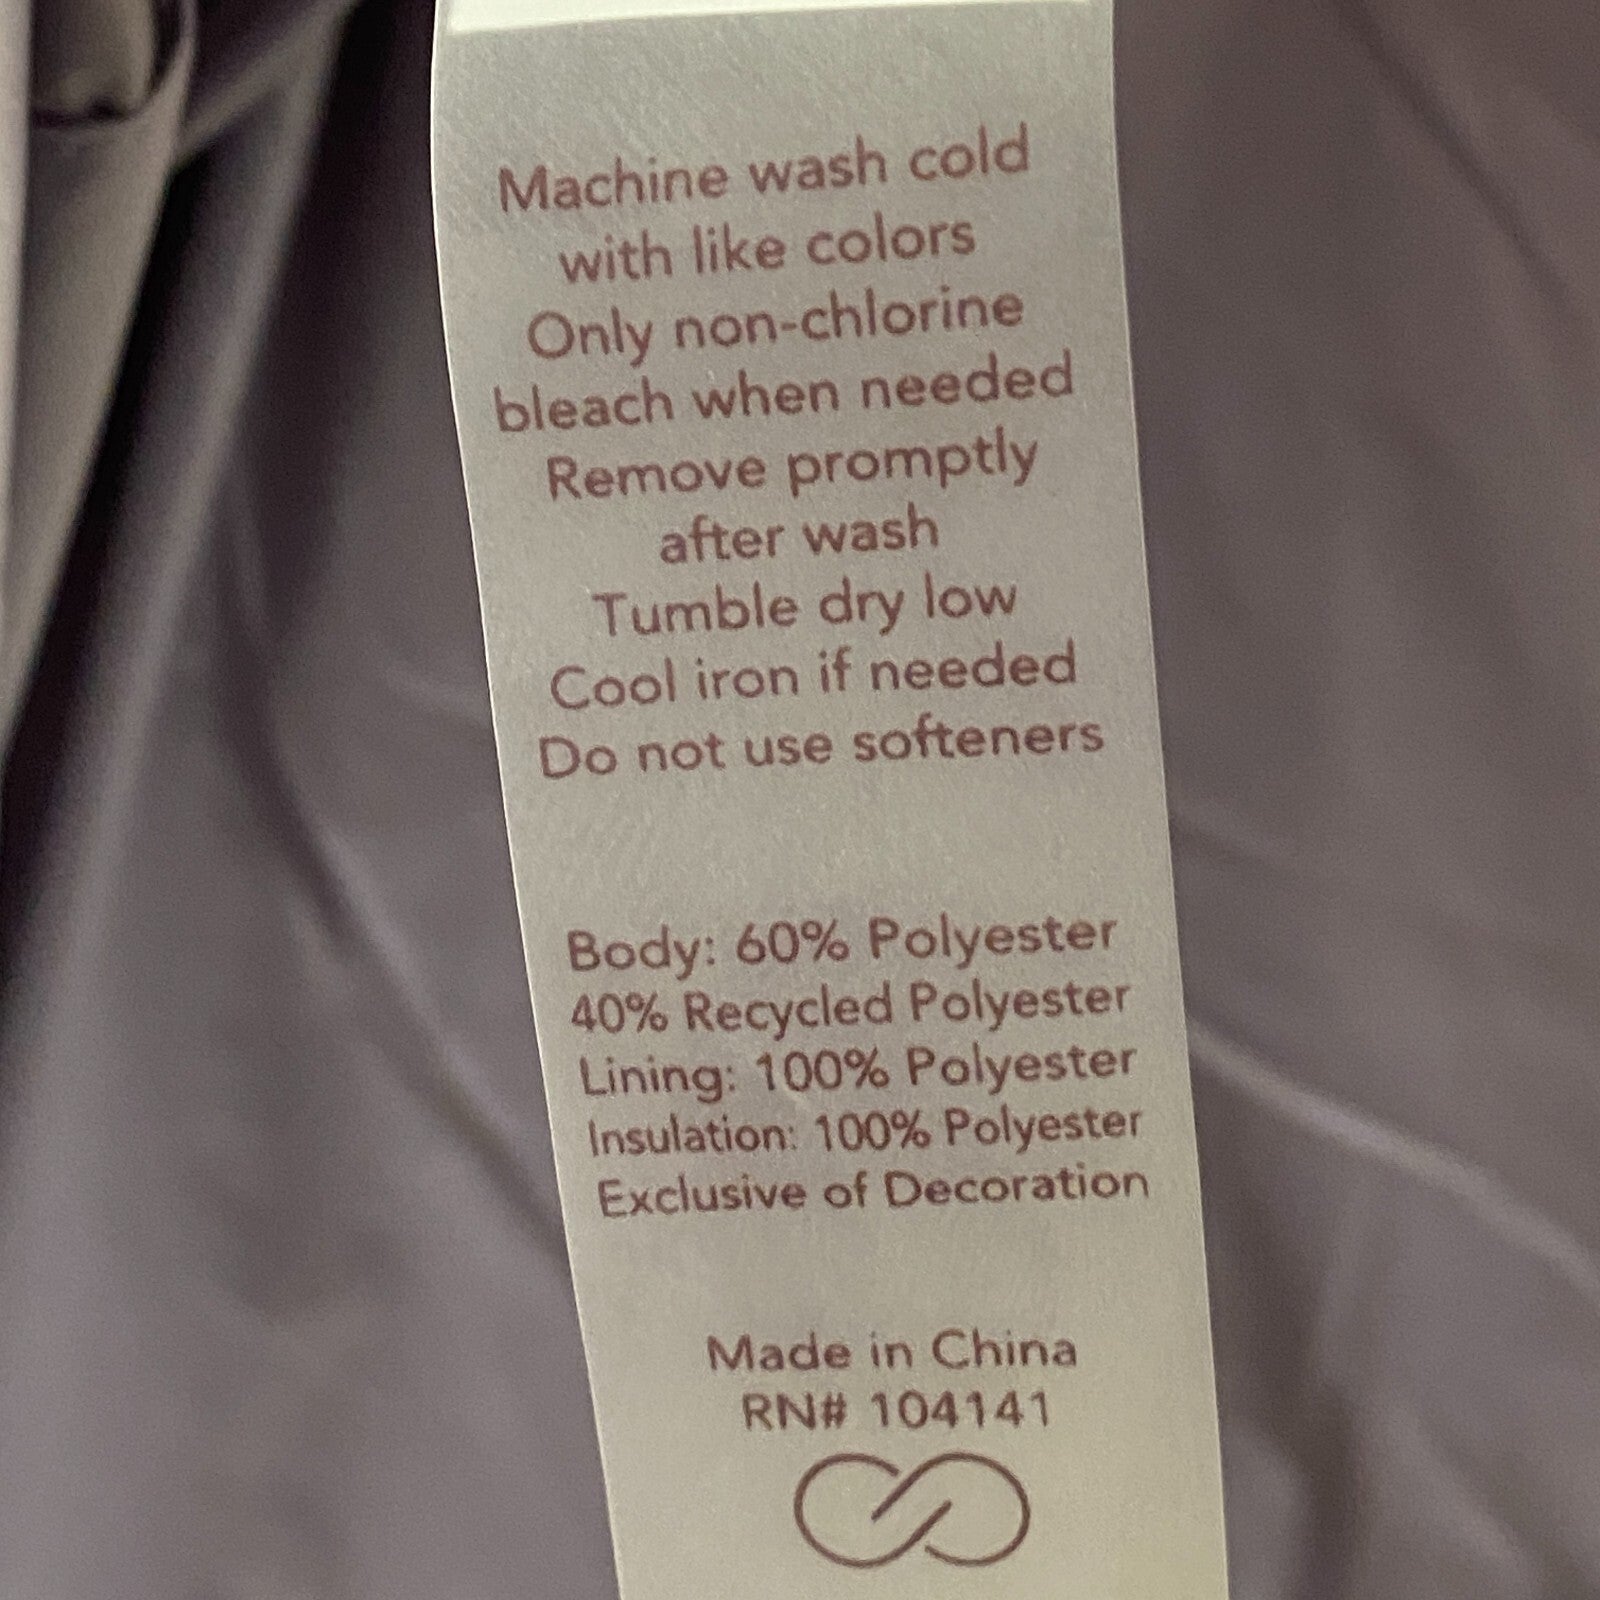 Machine wash cold
with like colors
Only non-chlorine
bleach when needed
Remove promptly
after wash
Tumble dry low
Cool iron if needed
Do not use softeners
Body: 60% Polyester
40% Recycled Polyester
Lining: 100% Polyester
Insulation: 100% Polyester
Exclusive of Decoration
Made in China
RN# 104141